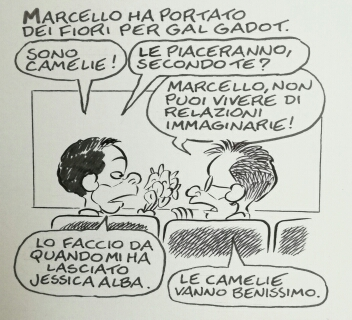 MARCELLO HA PORTATO
DEI FIORI PER GAL GADOT.
SONO
CAMELIE!
LE PIACERANNO,
SECONDO TE?
MARCELLO, NON
PUOI VIVERE DI
RELAZIONI
IMMAGINARIE!
LO FACCIO DA
QUANDO MI HA
LASCIATO
JESSICA ALBA.
LE CAMELIE
VANNO BENISSIMO.